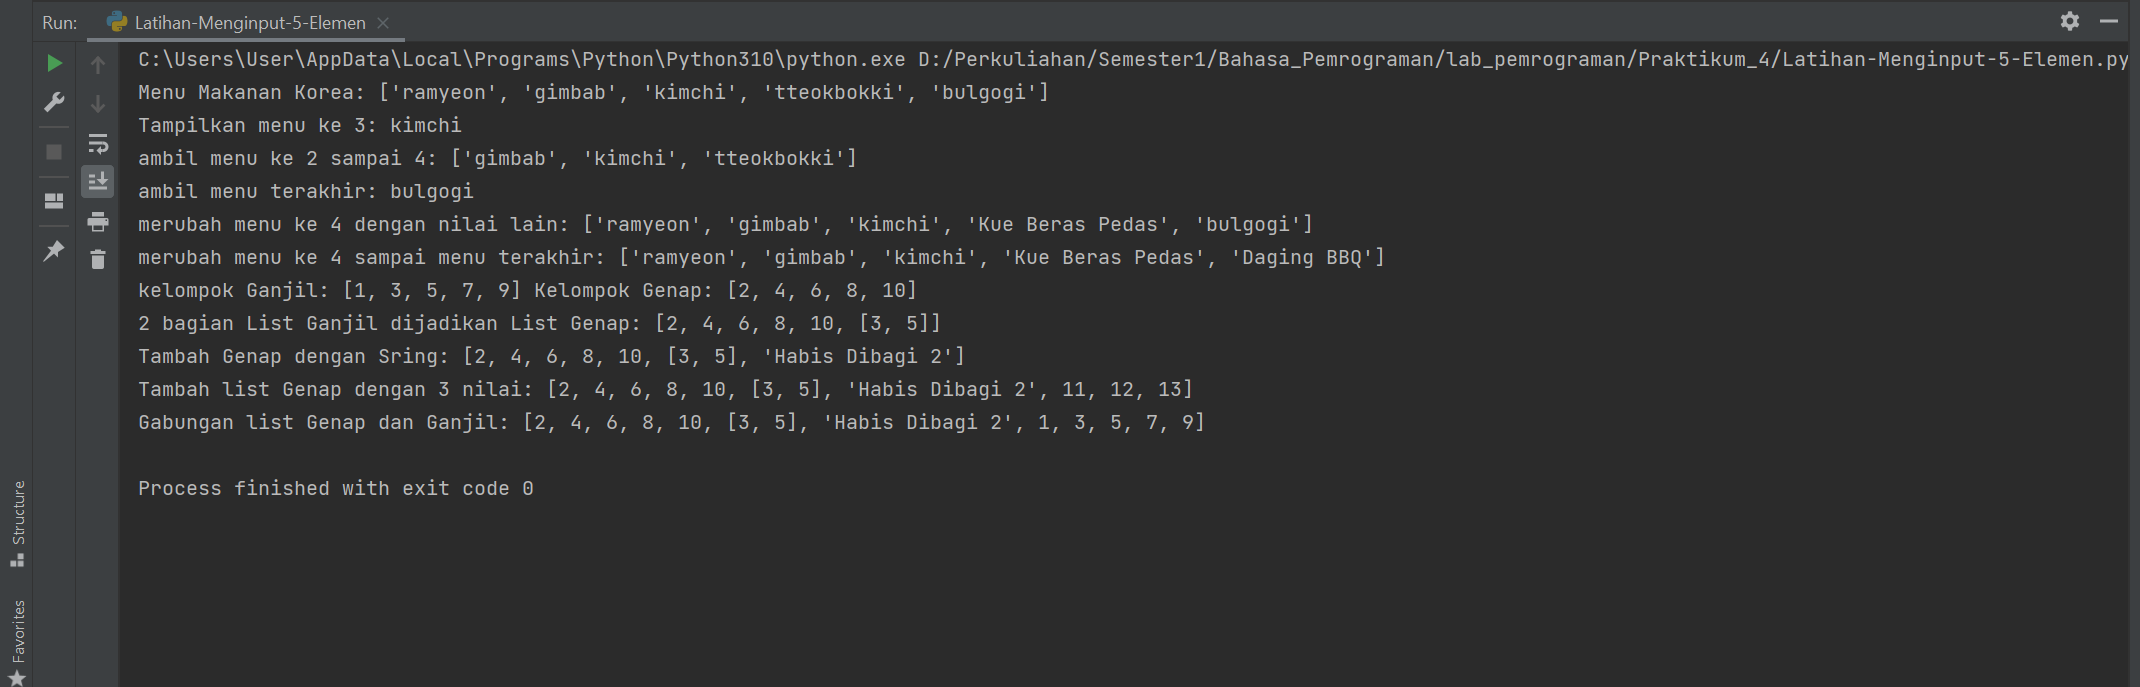 Run: Latihan-Menginput-5-Elemen
C:\Users\User\AppData\Local\Programs\Python\Python310\python.exe D:/Perkuliahan/Semester1/Bahasa_Pemrograman/lab_pemrograman/Praktikum_4/Latihan-Menginput-5-Elemen.py
Menu Makanan Korea: ['ramyeon', 'gimbab', 'kimchi', 'tteokbokki', 'bulgogi']
Tampilkan menu ke 3: kimchi
ambil menu ke 2 sampai 4: ['gimbab', 'kimchi', 'tteokbokki']
ambil menu terakhir: bulgogi
merubah menu ke 4 dengan nilai lain: ['ramyeon', 'gimbab', 'kimchi', 'Kue Beras Pedas', 'bulgogi']
merubah menu ke 4 sampai menu terakhir: ['ramyeon', 'gimbab', 'kimchi', 'Kue Beras Pedas', 'Daging BBQ']
kelompok Ganjil: [1, 3, 5, 7, 9] Kelompok Genap: [2, 4, 6, 8, 10]
2 bagian List Ganjil dijadikan List Genap: [2, 4, 6, 8, 10, [3, 5]]
Tambah Genap dengan Sring: [2, 4, 6, 8, 10, [3, 5], 'Habis Dibagi 2']
Tambah list Genap dengan 3 nilai: [2, 4, 6, 8, 10, [3, 5], 'Habis Dibagi 2', 11, 12, 13]
Gabungan list Genap dan Ganjil: [2, 4, 6, 8, 10, [3, 5], 'Habis Dibagi 2', 1, 3, 5, 7, 9]
Process finished with exit code 0
Structure
Favorites